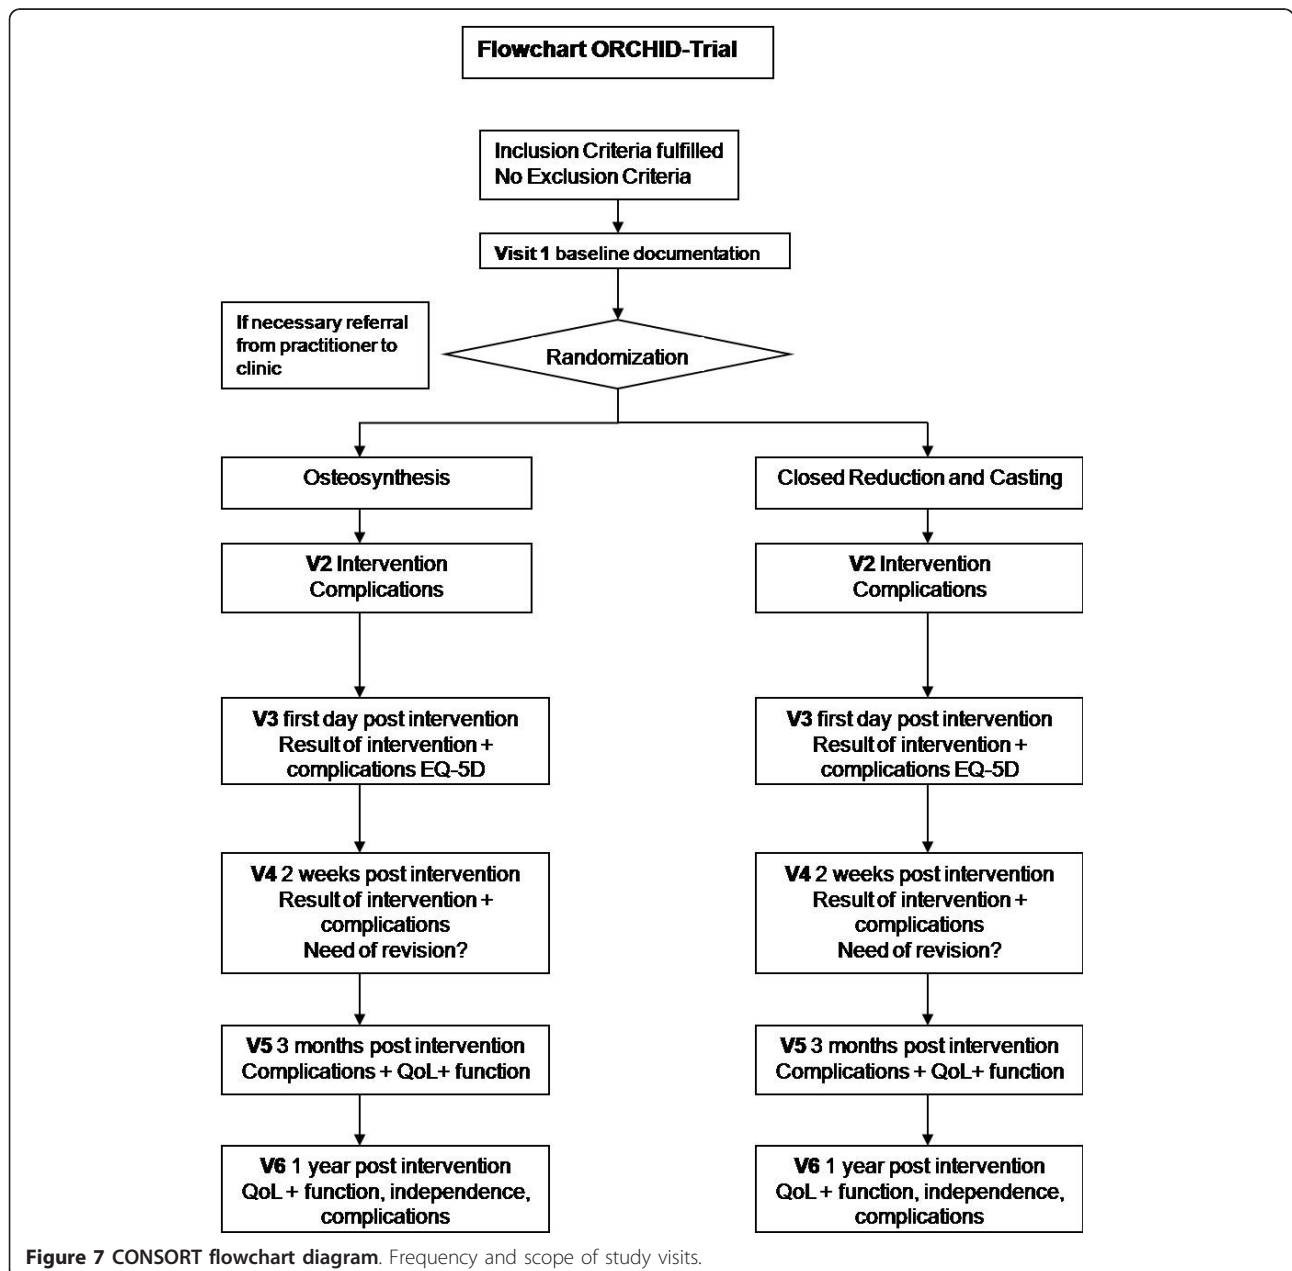 Flowchart ORCHID-Trial
Inclusion Criteria fulfilled
No Exclusion Criteria
Visit 1 baseline documentation
If necessary referral
from practitioner to
clinic
Randomization
Osteosynthesis
Closed Reduction and Casting
V2 Intervention
Complications
V2 Intervention
Complications
V3 first day post intervention
Result of intervention +
complications EQ-5D
V3 first day post intervention
Result of intervention +
complications EQ-5D
V4 2 weeks post intervention
Result of intervention +
complications
Need of revision?
V4 2 weeks post intervention
Result of intervention +
complications
Need of revision?
V5 3 months post intervention
Complications + QoL+ function
V5 3 months post intervention
Complications + QoL+ function
V6 1 year post intervention
QoL + function, independence,
complications
V6 1 year post intervention
QoL + function, independence,
complications
Figure 7 CONSORT flowchart diagram. Frequency and scope of study visits.